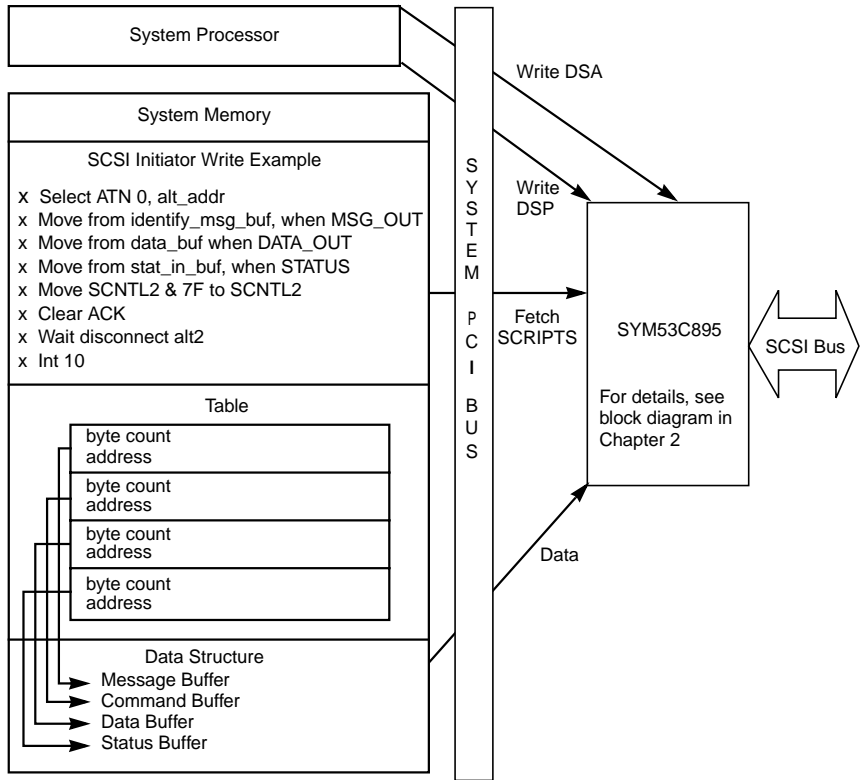 System Processor
System Memory
SCSI Initiator Write Example
x Select ATN 0, alt_addr
x Move from identify_msg_buf, when MSG_OUT
x Move from data_buf when DATA_OUT
x Move from stat_in_buf, when STATUS
x Move SCNTL2 & 7F to SCNTL2
x Clear ACK
x Wait disconnect alt2
x Int 10
Table
byte count
address
byte count
address
byte count
address
byte count
address
Data Structure
Message Buffer
Command Buffer
Data Buffer
Status Buffer
SYSTEM PCI BUS
Write DSA
Write
DSP
Fetch
SCRIPTS
Data
SYM53C895
For details, see
block diagram in
Chapter 2
SCSI Bus